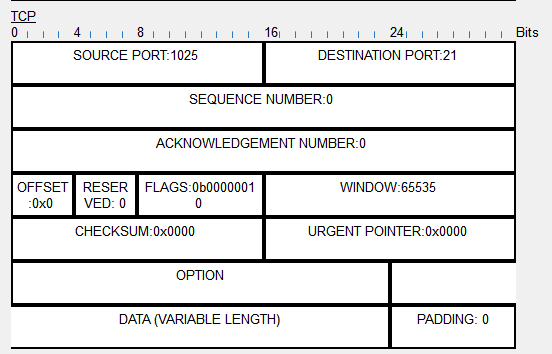 TCP
0 4 8 16 24 Bits
SOURCE PORT:1025 DESTINATION PORT:21
SEQUENCE NUMBER:0
ACKNOWLEDGEMENT NUMBER:0
OFFSET RESER FLAGS:0b0000001 WINDOW:65535
:0x0 VED: 0 0
CHECKSUM:0x0000 URGENT POINTER:0x0000
OPTION
DATA (VARIABLE LENGTH) PADDING: 0